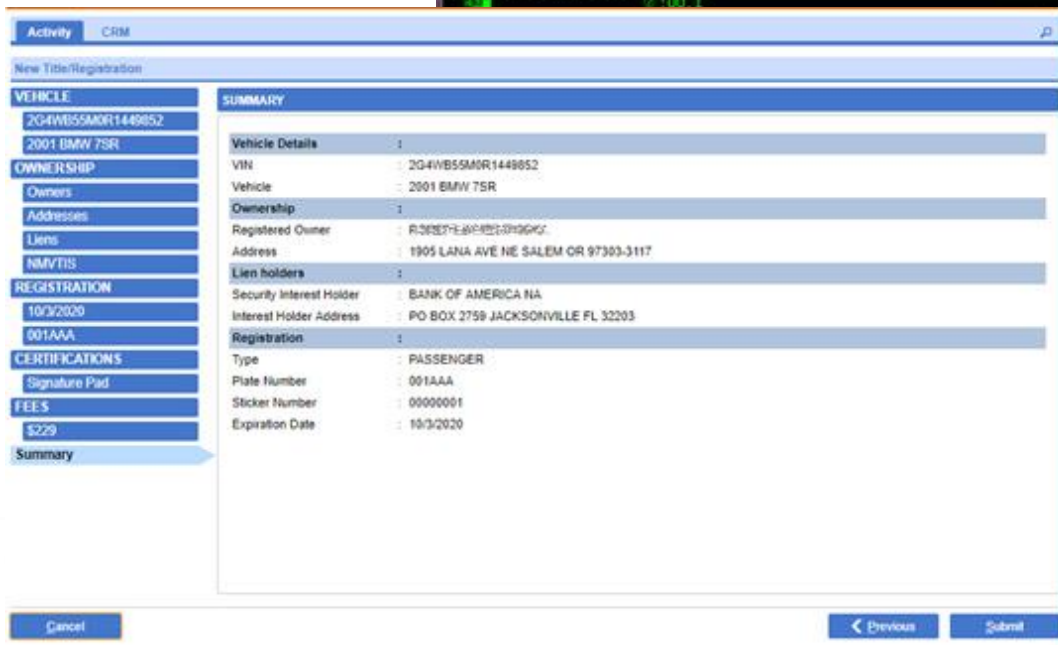 Activity CRM
New Title/Registration
VEHICLE
2G4WB55M0R1449852
2001 BMW 7SR
OWNERSHIP
Owners
Addresses
Liens
NMVTIS
REGISTRATION
10/3/2020
001AAA
CERTIFICATIONS
Signature Pad
FEES
$229
Summary
SUMMARY
Vehicle Details :
VIN : 2G4WB55M0R1449852
Vehicle : 2001 BMW 7SR
Ownership :
Registered Owner :
Address : 1905 LANA AVE NE SALEM OR 97303-3117
Lien holders :
Security Interest Holder : BANK OF AMERICA NA
Interest Holder Address : PO BOX 2759 JACKSONVILLE FL 32203
Registration :
Type : PASSENGER
Plate Number : 001AAA
Sticker Number : 00000001
Expiration Date : 10/3/2020
Cancel
Previous Submit